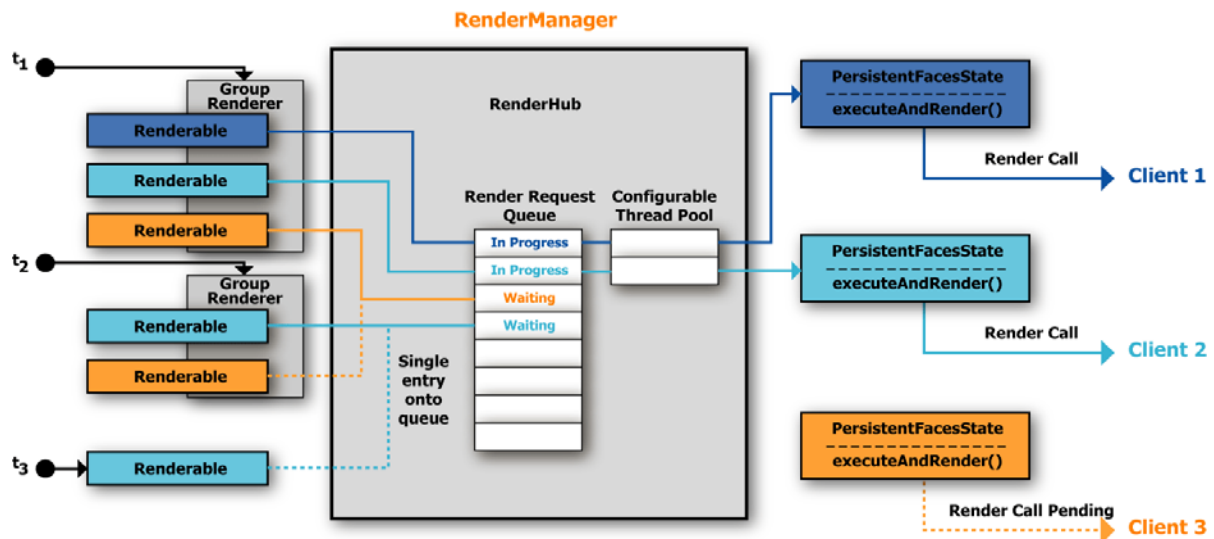 RenderManager
t1
Group
Renderer
Renderable
Renderable
Renderable
t2
Group
Renderer
Renderable
Renderable
t3
Renderable
RenderHub
Render Request
Queue
In Progress
In Progress
Waiting
Waiting
Configurable
Thread Pool
Single
entry
onto
queue
PersistentFacesState
executeAndRender()
Render Call
Client 1
PersistentFacesState
executeAndRender()
Render Call
Client 2
PersistentFacesState
executeAndRender()
Render Call Pending
Client 3